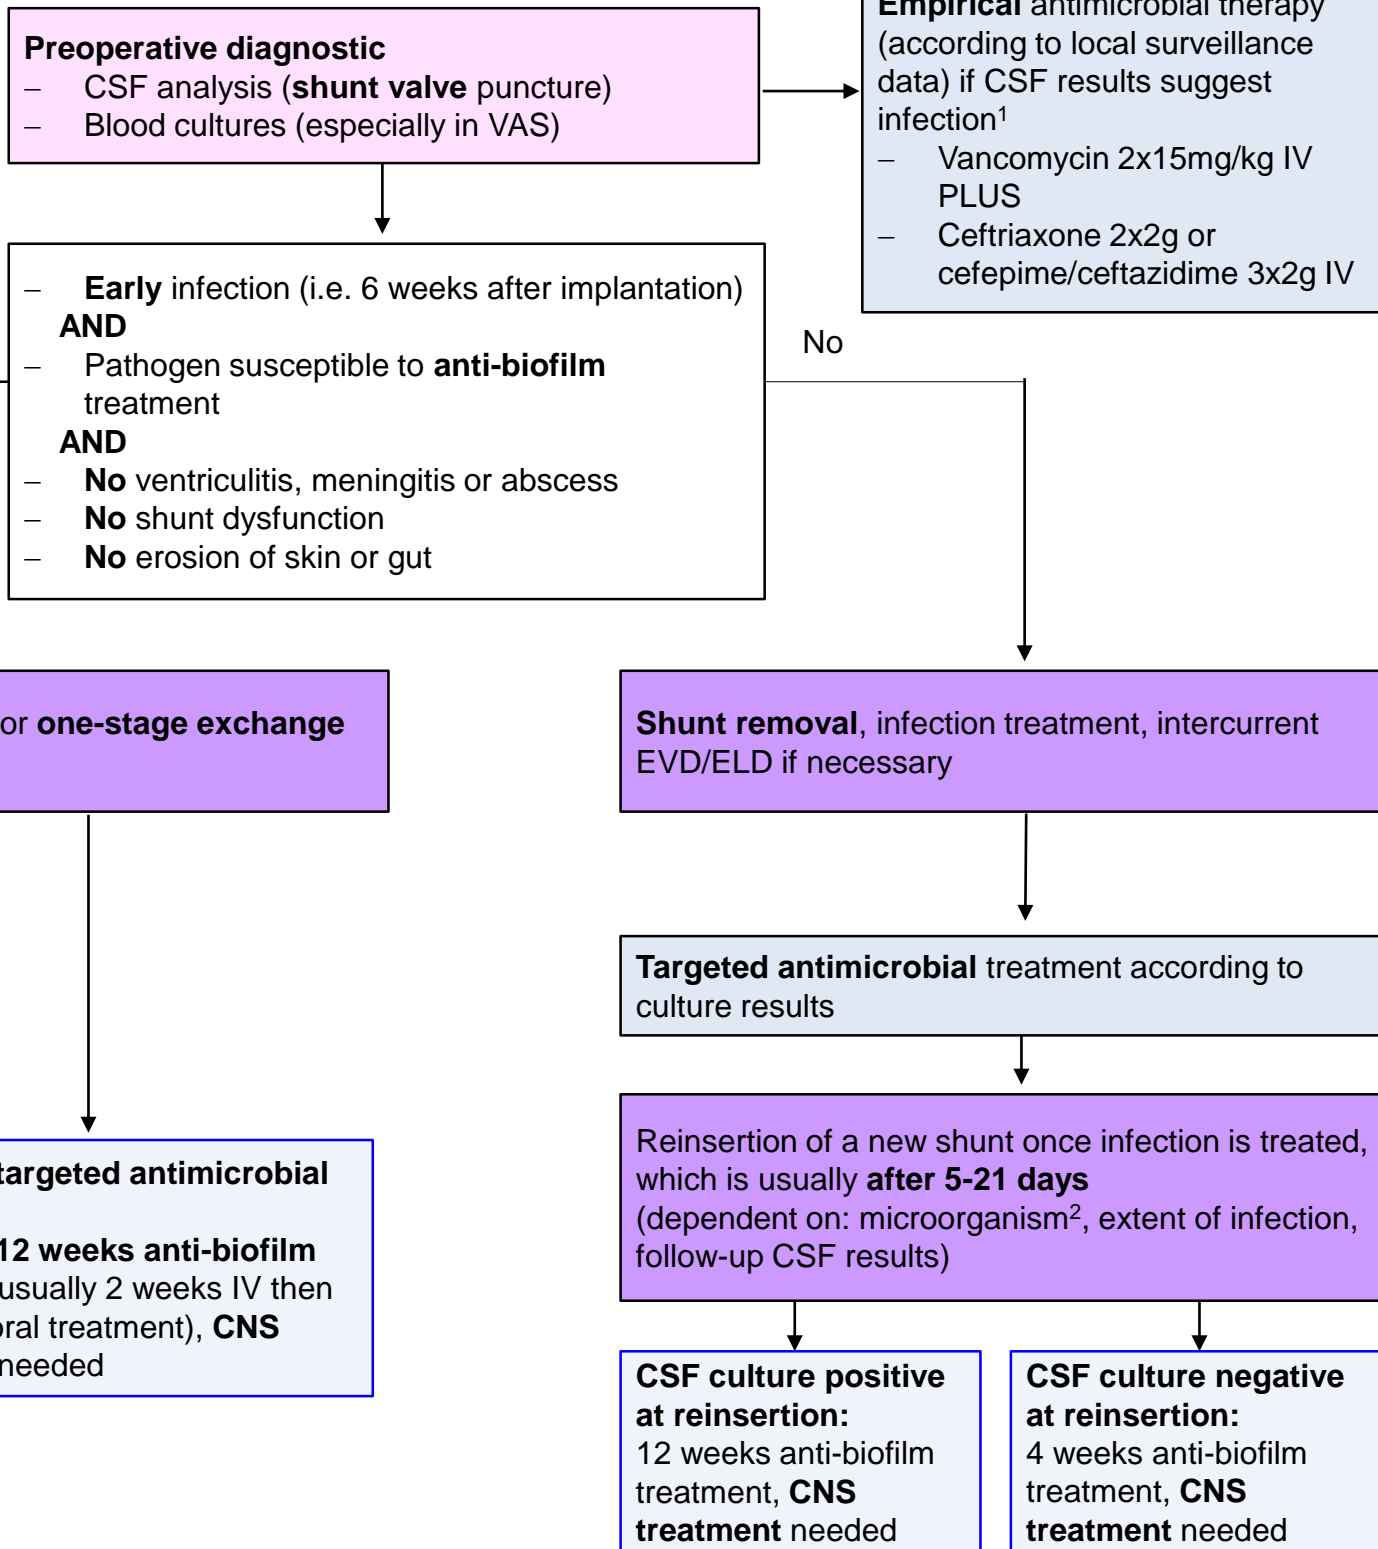 Preoperative diagnostic
– CSF analysis (shunt valve puncture)
– Blood cultures (especially in VAS)
Empirical antimicrobial therapy
(according to local surveillance
data) if CSF results suggest
infection¹
– Vancomycin 2x15mg/kg IV
PLUS
– Ceftriaxone 2x2g or
cefepime/ceftazidime 3x2g IV
– Early infection (i.e. 6 weeks after implantation)
AND
– Pathogen susceptible to anti-biofilm
treatment
AND
– No ventriculitis, meningitis or abscess
– No shunt dysfunction
– No erosion of skin or gut
No
or one-stage exchange
Shunt removal, infection treatment, intercurrent
EVD/ELD if necessary
Targeted antimicrobial treatment according to
culture results
Reinsertion of a new shunt once infection is treated,
which is usually after 5-21 days
(dependent on: microorganism², extent of infection,
follow-up CSF results)
targeted antimicrobial
12 weeks anti-biofilm
usually 2 weeks IV then
oral treatment), CNS
needed
CSF culture positive
at reinsertion:
12 weeks anti-biofilm
treatment, CNS
treatment needed
CSF culture negative
at reinsertion:
4 weeks anti-biofilm
treatment, CNS
treatment needed